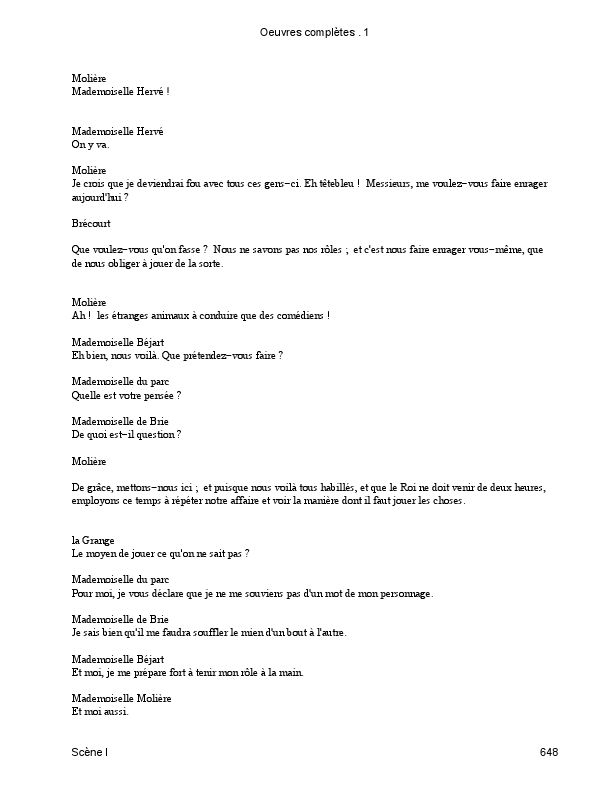 Oeuvres complètes . 1
Molière
Mademoiselle Hervé !
Mademoiselle Hervé
On y va.
Molière
Je crois que je deviendrai fou avec tous ces gens−ci. Eh têtebleu ! Messieurs, me voulez−vous faire enrager
aujourd'hui ?
Brécourt
Que voulez−vous qu'on fasse ? Nous ne savons pas nos rôles ; et c'est nous faire enrager vous−même, que
de nous obliger à jouer de la sorte.
Molière
Ah ! les étranges animaux à conduire que des comédiens !
Mademoiselle Béjart
Eh bien, nous voilà. Que prétendez−vous faire ?
Mademoiselle du parc
Quelle est votre pensée ?
Mademoiselle de Brie
De quoi est−il question ?
Molière
De grâce, mettons−nous ici ; et puisque nous voilà tous habillés, et que le Roi ne doit venir de deux heures,
employons ce temps à répéter notre affaire et voir la manière dont il faut jouer les choses.
la Grange
Le moyen de jouer ce qu'on ne sait pas ?
Mademoiselle du parc
Pour moi, je vous déclare que je ne me souviens pas d'un mot de mon personnage.
Mademoiselle de Brie
Je sais bien qu'il me faudra souffler le mien d'un bout à l'autre.
Mademoiselle Béjart
Et moi, je me prépare fort à tenir mon rôle à la main.
Mademoiselle Molière
Et moi aussi.
Scène I 648